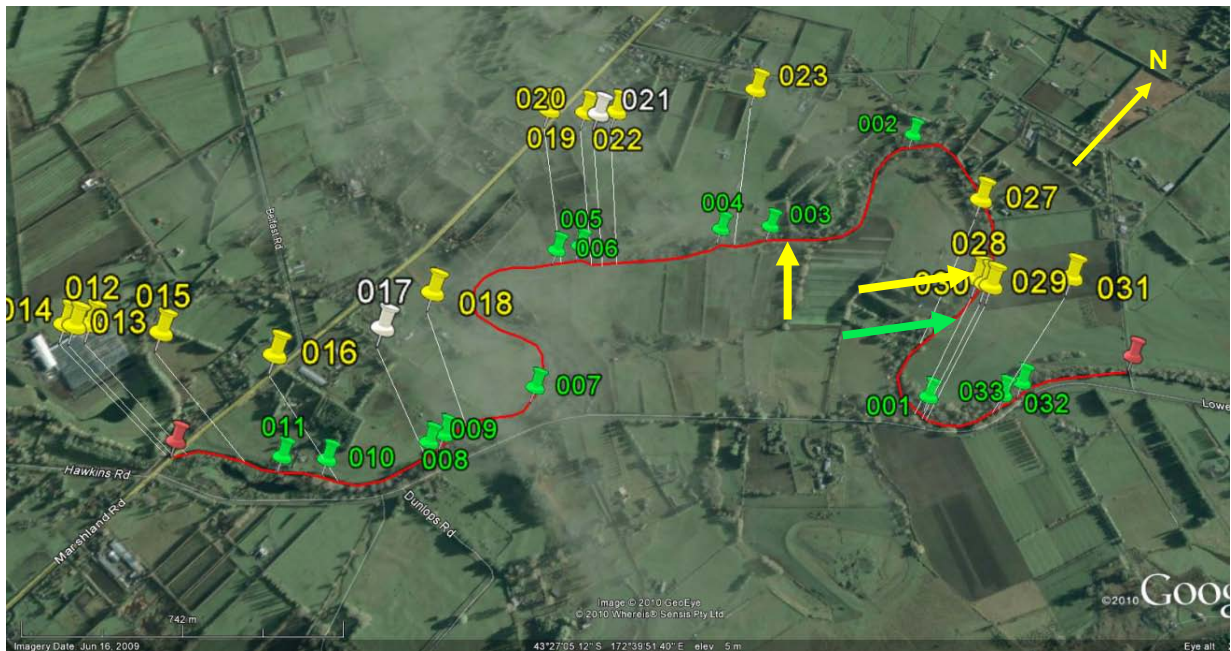 N
023
020
021
019
022
002
027
004
003
005
006
028
030
029
031
Belfast Rd
014
012
013
015
017
018
016
007
001
033
032
Lowe
011
010
009
008
Hawkins Rd
Dunlops Rd
Marshland Rd
742 m
Image © 2010 GeoEye
© 2010 Whereis® Sensis Pty Ltd
©2010 Goog
Imagery Date: Jun 16, 2009
43°27'05.12" S 172°39'51.40" E elev 5 m
Eye alt